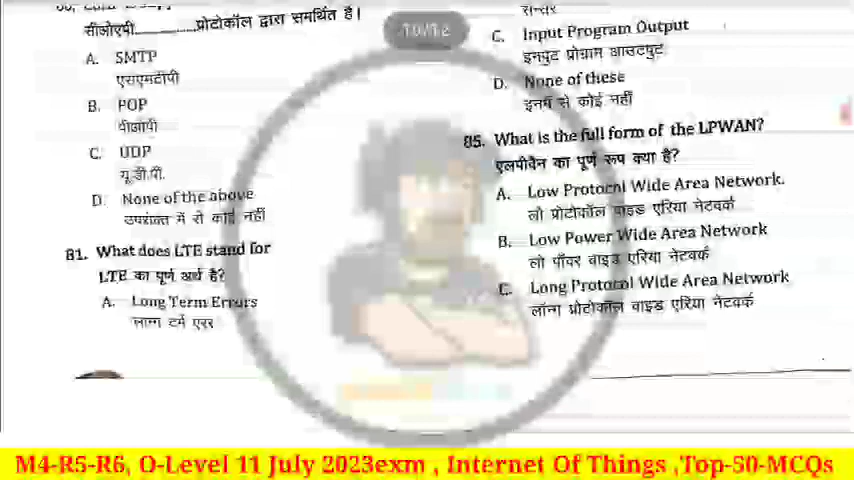 सीओएपी............प्रोटोकॉल द्वारा समर्थित है।
A. SMTP
एसएमटीपी
B. POP
पीओपी
C. UDP
यू.डी.पी.
D. None of the above
उपरोक्त में से कोई नहीं
81. What does LTE stand for
LTE का पूर्ण अर्थ है?
A. Long Term Errors
लान्ग टर्म एरर
10/12
सेन्सर
C. Input Program Output
इनपुट प्रोग्राम आउटपुट
D. None of these
इनमें से कोई नहीं
85. What is the full form of the LPWAN?
एलपीवैन का पूर्ण रूप क्या है?
A. Low Protocol Wide Area Network.
लो प्रोटोकॉल वाइड एरिया नेटवर्क
B. Low Power Wide Area Network
लो पॉवर वाइड एरिया नेटवर्क
C. Long Protocol Wide Area Network
लॉन्ग प्रोटोकॉल वाइड एरिया नेटवर्क
M4-R5-R6, O-Level 11 July 2023exm , Internet Of Things ,Top-50-MCQs